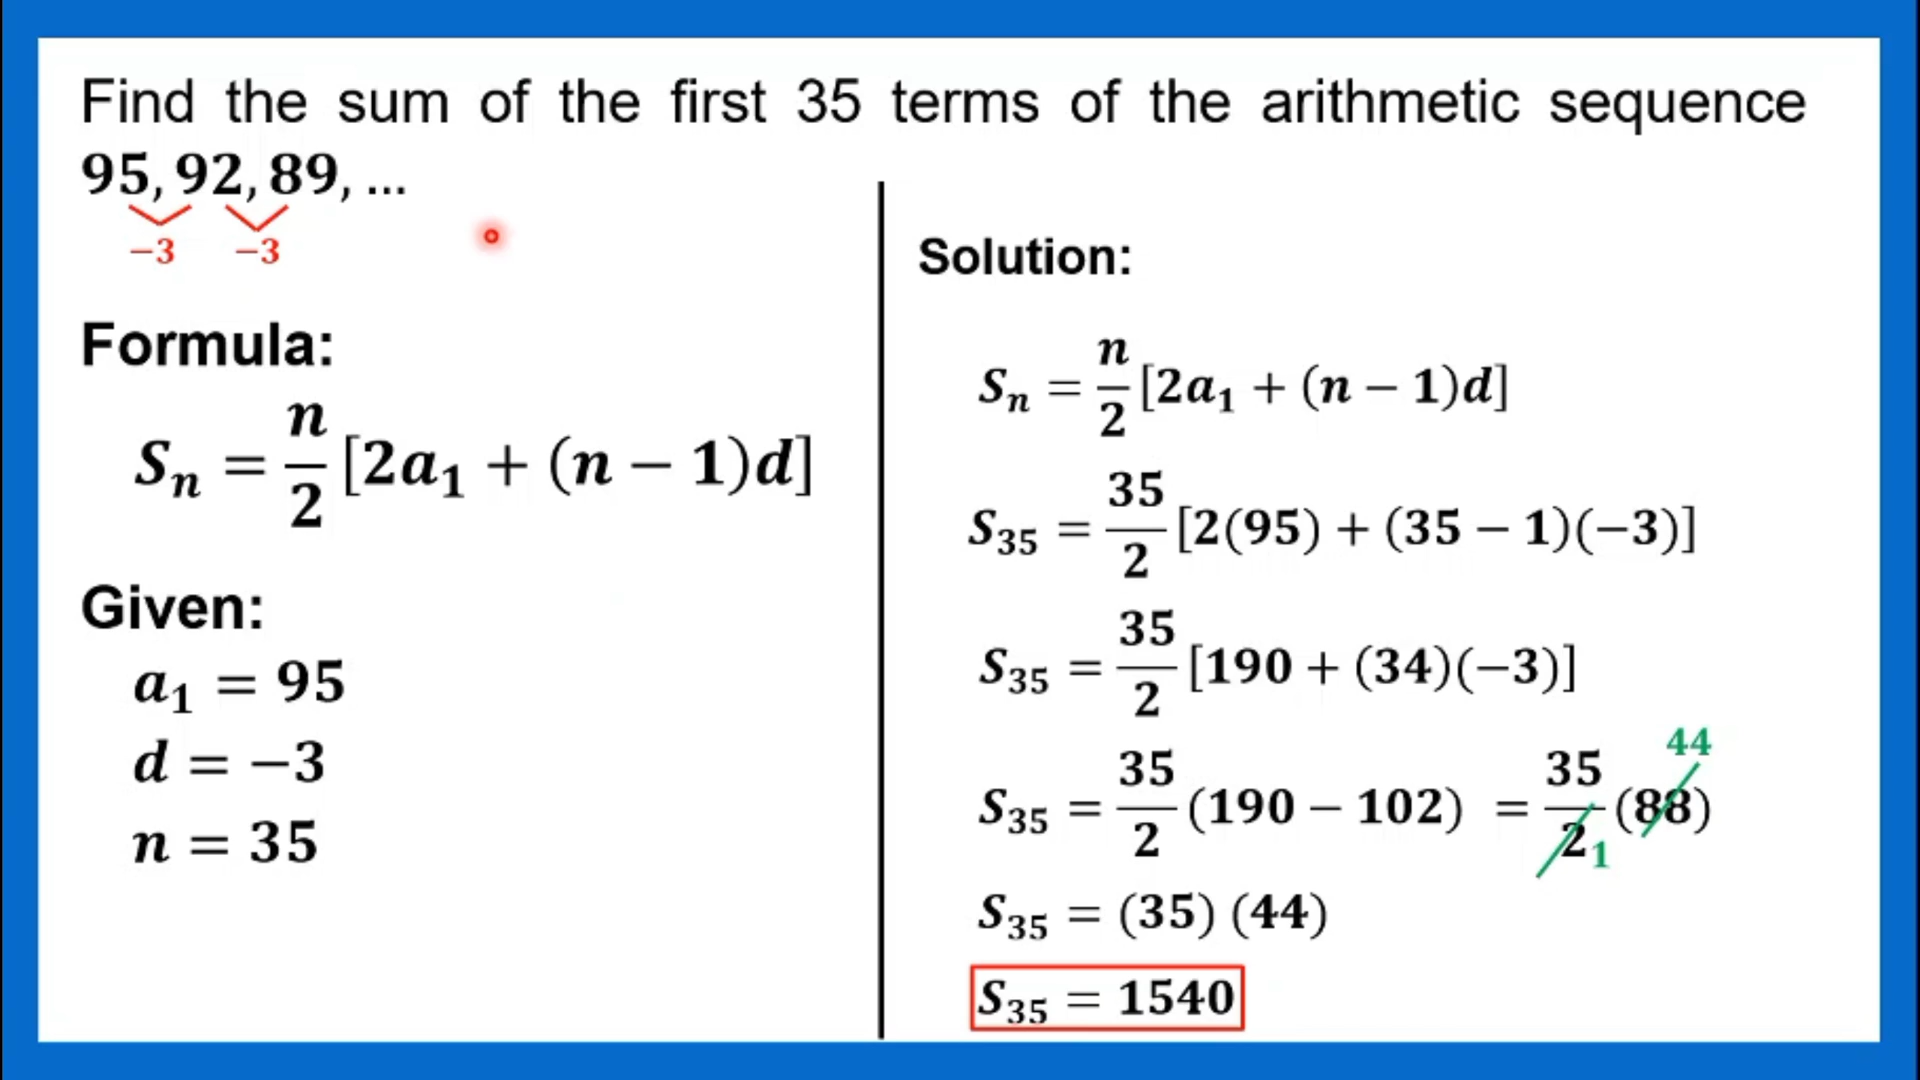 Find the sum of the first 35 terms of the arithmetic sequence
95, 92, 89, ...
−3 −3
Formula:
Sₙ = n/2 [2a₁ + (n − 1)d]
Given:
a₁ = 95
d = −3
n = 35
Solution:
Sₙ = n/2 [2a₁ + (n − 1)d]
S₃₅ = 35/2 [2(95) + (35 − 1)(−3)]
S₃₅ = 35/2 [190 + (34)(−3)]
44
S₃₅ = 35/2 (190 − 102) = 35/2 (88)
1
S₃₅ = (35) (44)
S₃₅ = 1540